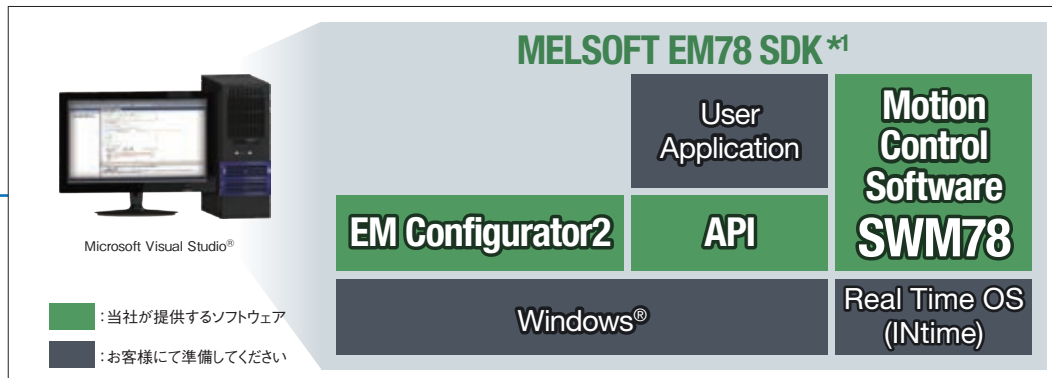 MELSOFT EM78 SDK *1
User
Application
Motion
Control
Software
SWM78
EM Configurator2
API
Windows®
Real Time OS
(INtime)
Microsoft Visual Studio®
:当社が提供するソフトウェア
:お客様にて準備してください